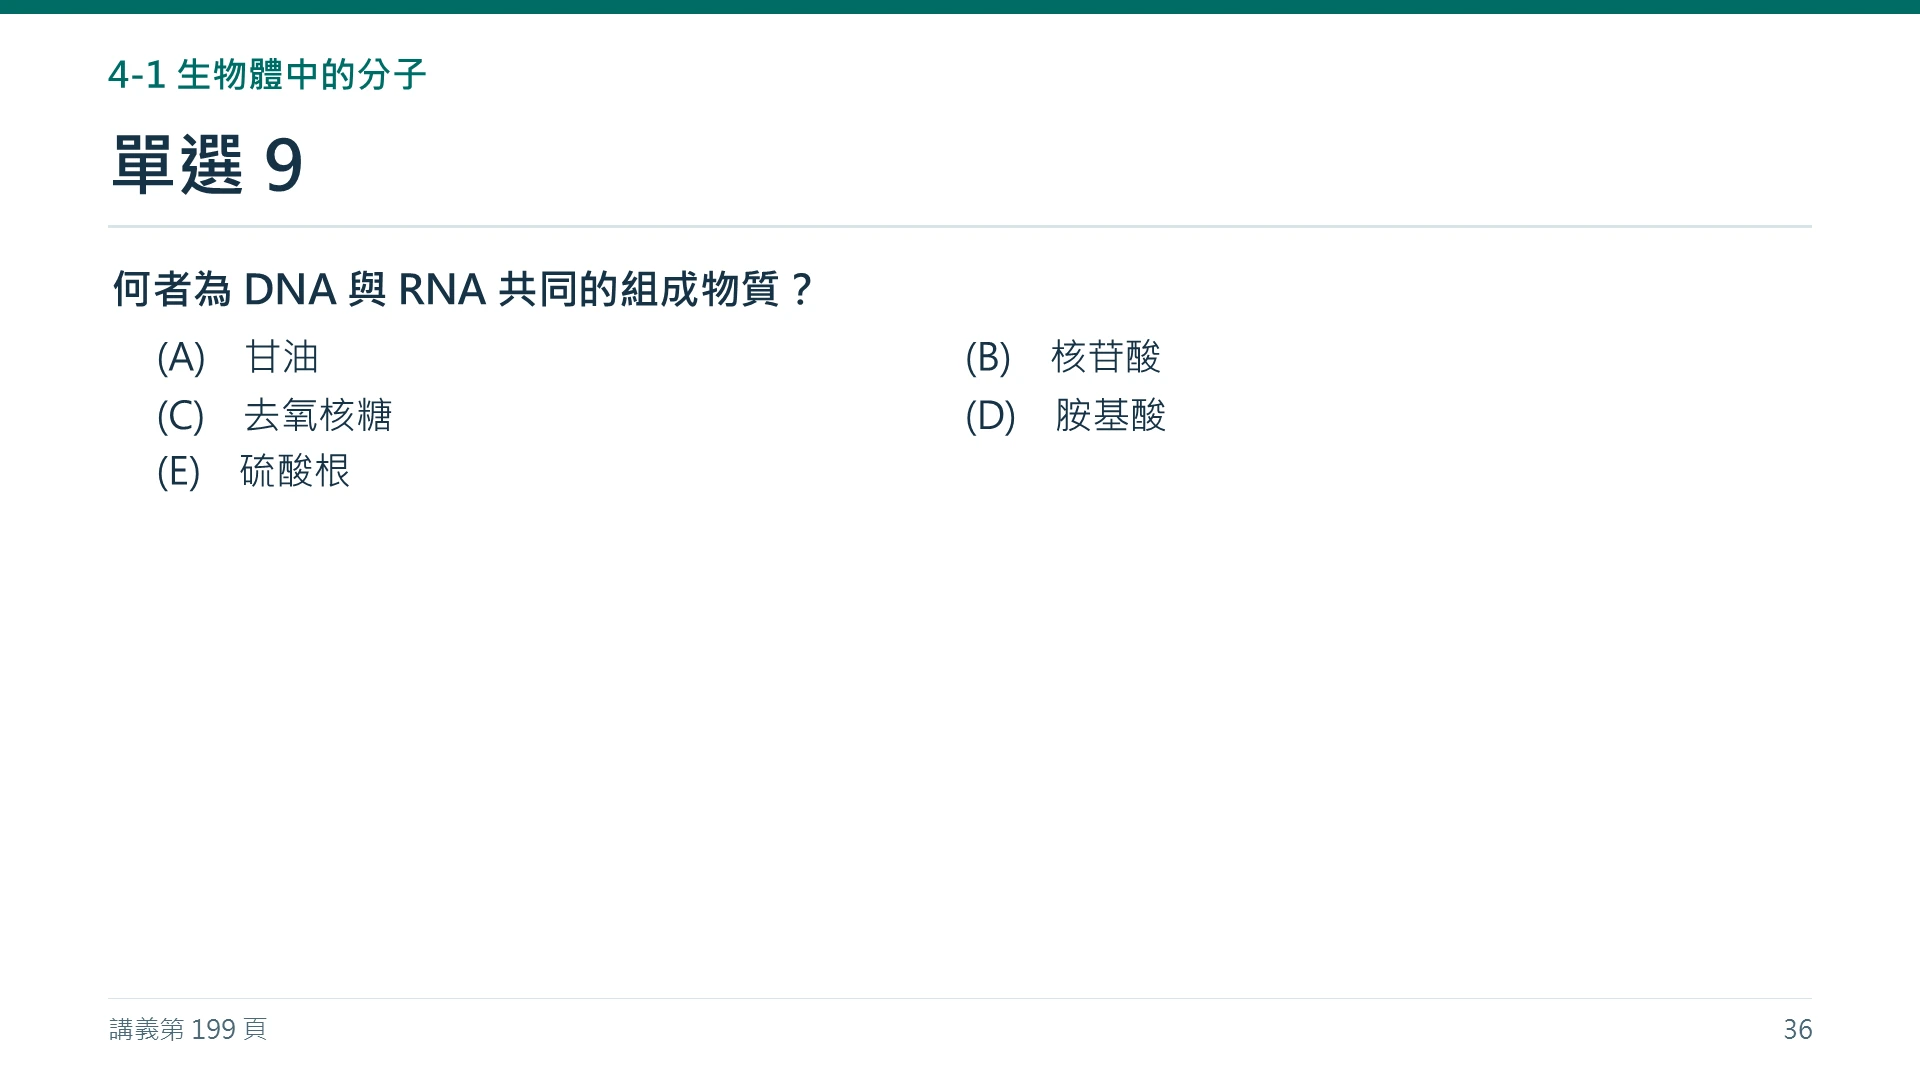 4-1 生物體中的分子
單選 9
何者為 DNA 與 RNA 共同的組成物質？
(A) 甘油
(B) 核苷酸
(C) 去氧核糖
(D) 胺基酸
(E) 硫酸根
講義第 199 頁
36